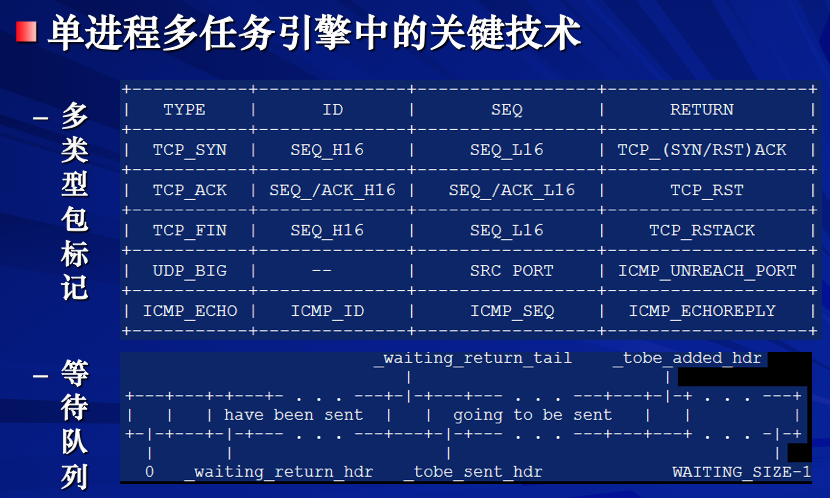 单进程多任务引擎中的关键技术
– 多类型包标记
+------------+---------------+-------------------+---------------------+
| TYPE | ID | SEQ | RETURN |
+------------+---------------+-------------------+---------------------+
| TCP_SYN | SEQ_H16 | SEQ_L16 | TCP_(SYN/RST)ACK |
+------------+---------------+-------------------+---------------------+
| TCP_ACK | SEQ_/ACK_H16 | SEQ_/ACK_L16 | TCP_RST |
+------------+---------------+-------------------+---------------------+
| TCP_FIN | SEQ_H16 | SEQ_L16 | TCP_RSTACK |
+------------+---------------+-------------------+---------------------+
| UDP_BIG | -- | SRC PORT | ICMP_UNREACH_PORT |
+------------+---------------+-------------------+---------------------+
| ICMP_ECHO | ICMP_ID | ICMP_SEQ | ICMP_ECHOREPLY |
+------------+---------------+-------------------+---------------------+
– 等待队列
_waiting_return_tail _tobe_added_hdr
| |
+---+---+-+---+- . . . ---+-|-+---+--- . . . ---+---+-|-+ . . . ---+
| | | have been sent | | going to be sent | | |
+-|-+---+-|-+--- . . . ---+---+-|-+--- . . . ---+---+---+ . . . -|-+
| | | |
0 _waiting_return_hdr _tobe_sent_hdr WAITING_SIZE-1